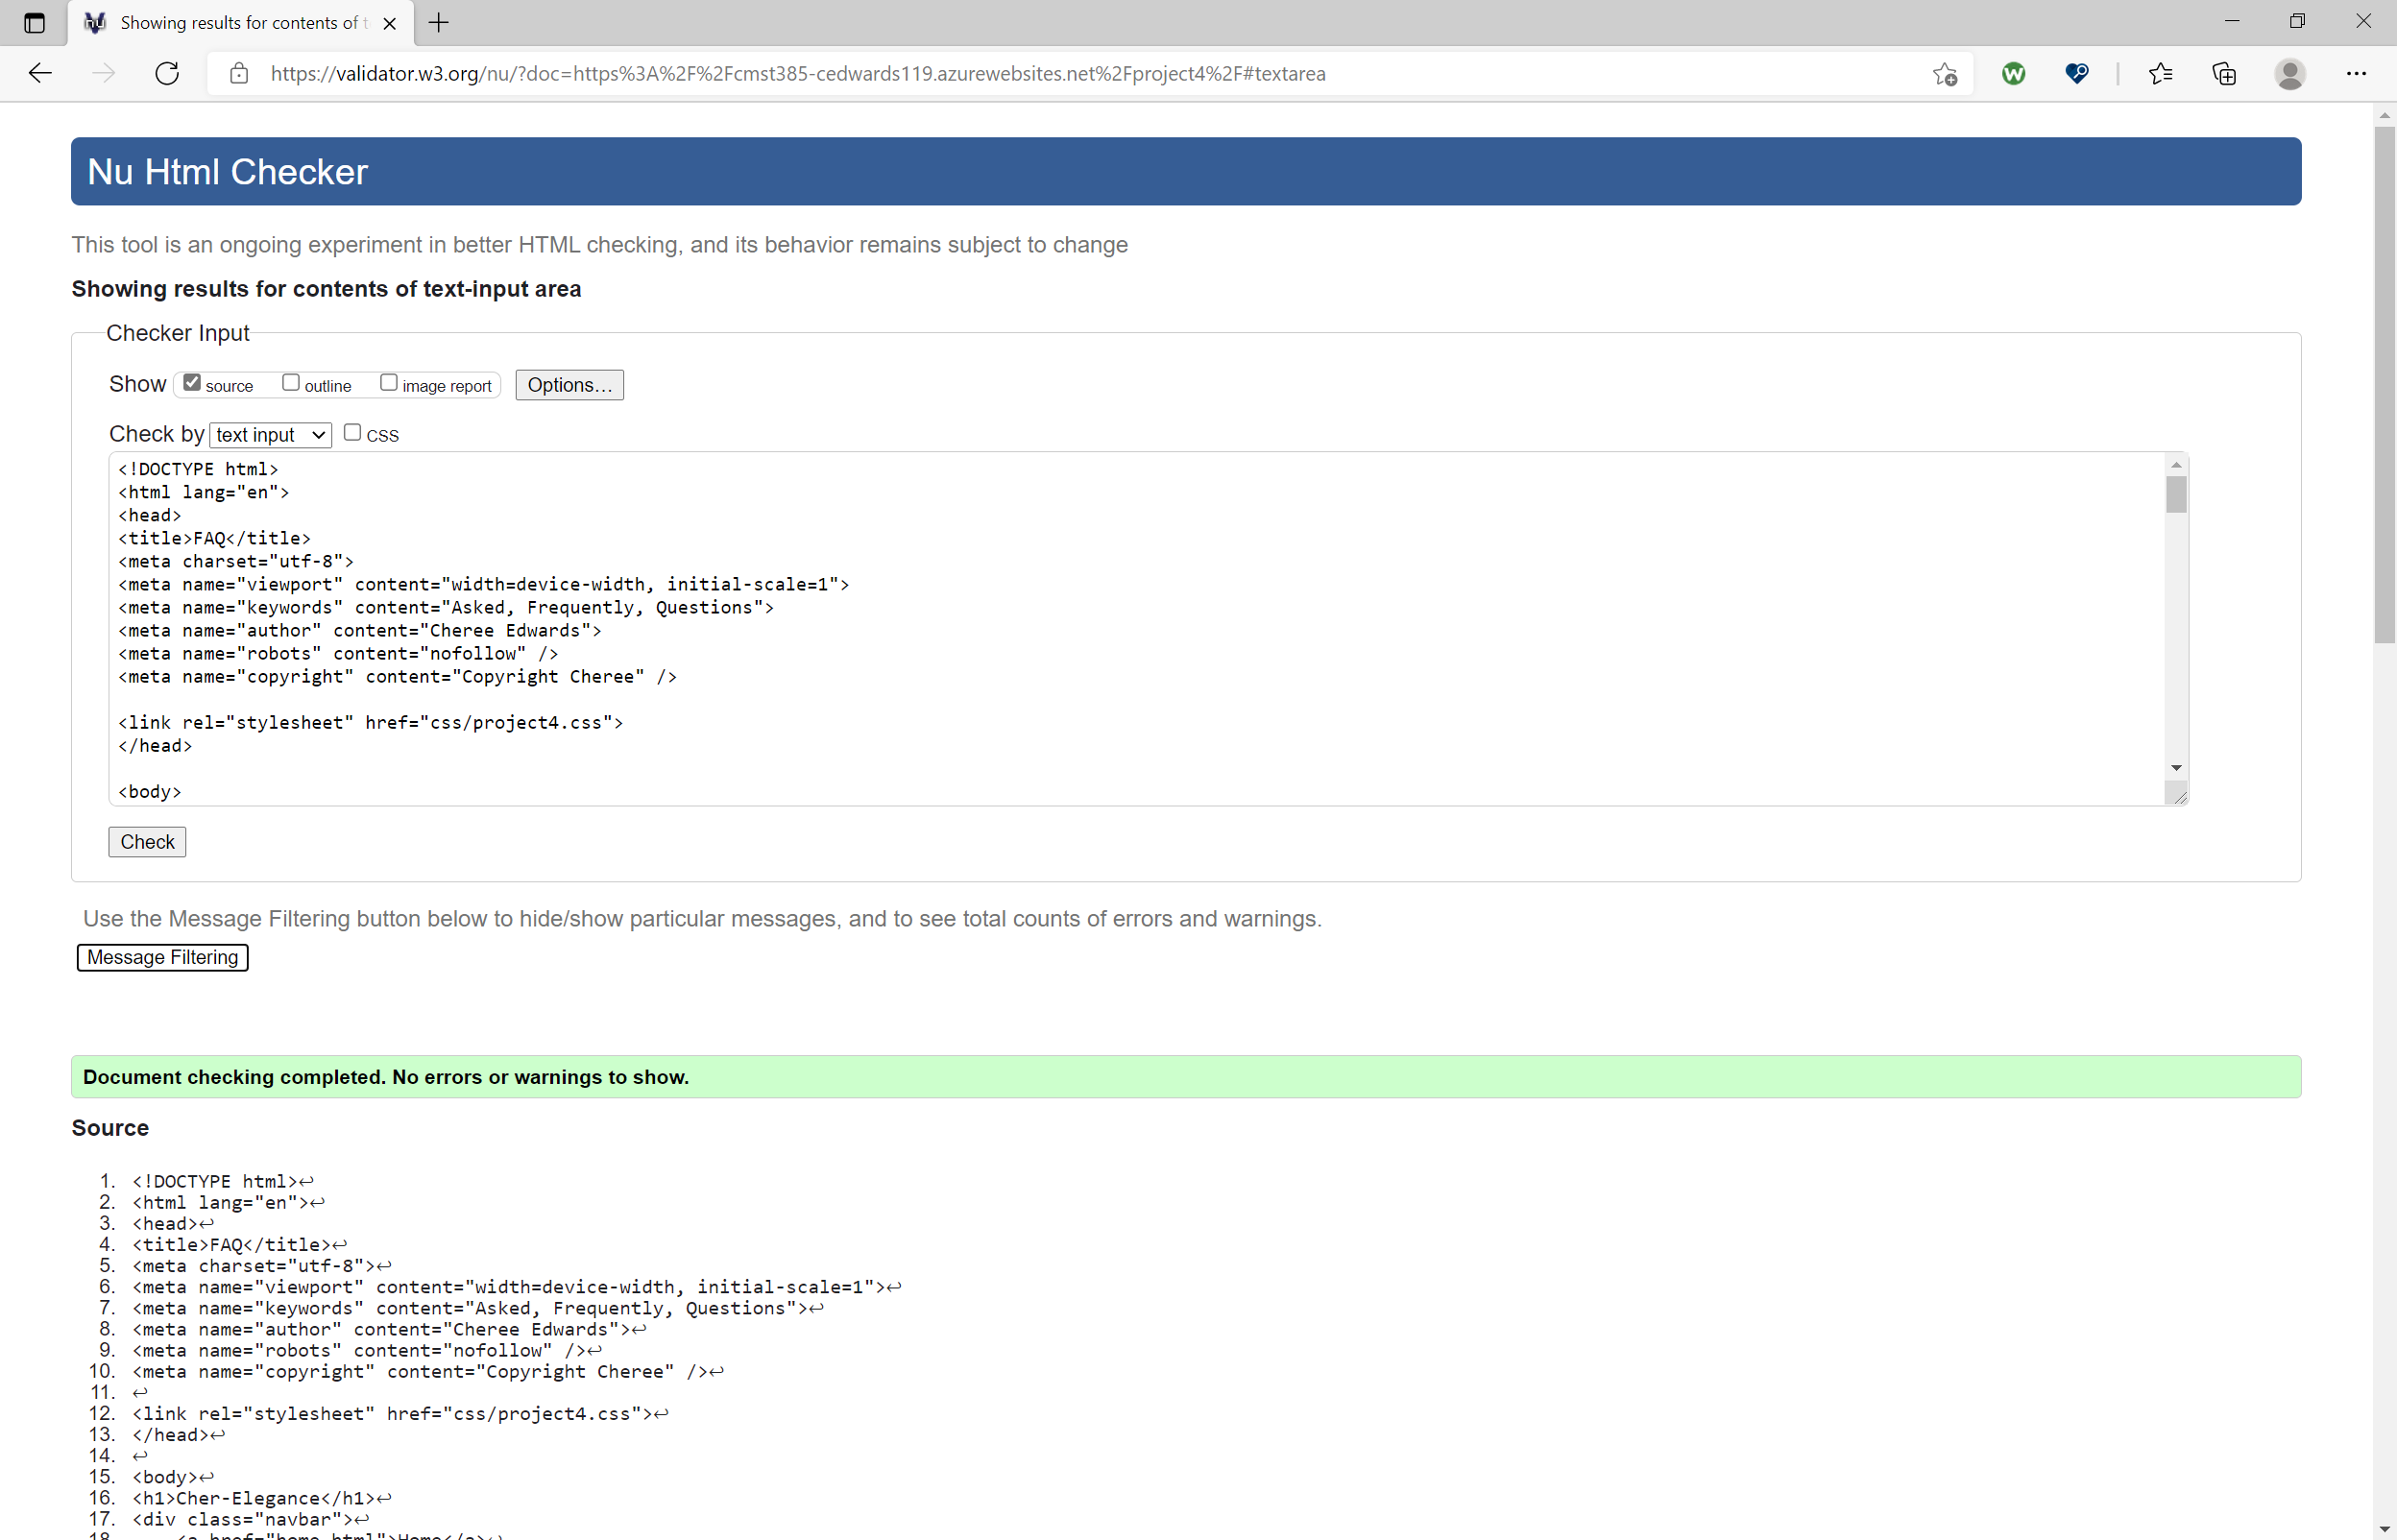 Showing results for contents of t
https://validator.w3.org/nu/?doc=https%3A%2F%2Fcmst385-cedwards119.azurewebsites.net%2Fproject4%2F#textarea
Nu Html Checker
This tool is an ongoing experiment in better HTML checking, and its behavior remains subject to change
Showing results for contents of text-input area
Checker Input
Show source outline image report Options...
Check by text input CSS
<!DOCTYPE html>
<html lang="en">
<head>
<title>FAQ</title>
<meta charset="utf-8">
<meta name="viewport" content="width=device-width, initial-scale=1">
<meta name="keywords" content="Asked, Frequently, Questions">
<meta name="author" content="Cheree Edwards">
<meta name="robots" content="nofollow" />
<meta name="copyright" content="Copyright Cheree" />
<link rel="stylesheet" href="css/project4.css">
</head>
<body>
Check
Use the Message Filtering button below to hide/show particular messages, and to see total counts of errors and warnings.
Message Filtering
Document checking completed. No errors or warnings to show.
Source
1. <!DOCTYPE html>↩
2. <html lang="en">↩
3. <head>↩
4. <title>FAQ</title>↩
5. <meta charset="utf-8">↩
6. <meta name="viewport" content="width=device-width, initial-scale=1">↩
7. <meta name="keywords" content="Asked, Frequently, Questions">↩
8. <meta name="author" content="Cheree Edwards">↩
9. <meta name="robots" content="nofollow" />↩
10. <meta name="copyright" content="Copyright Cheree" />↩
11. ↩
12. <link rel="stylesheet" href="css/project4.css">↩
13. </head>↩
14. ↩
15. <body>↩
16. <h1>Cher-Elegance</h1>↩
17. <div class="navbar">↩
18. <a href="home.html">Home</a>↩